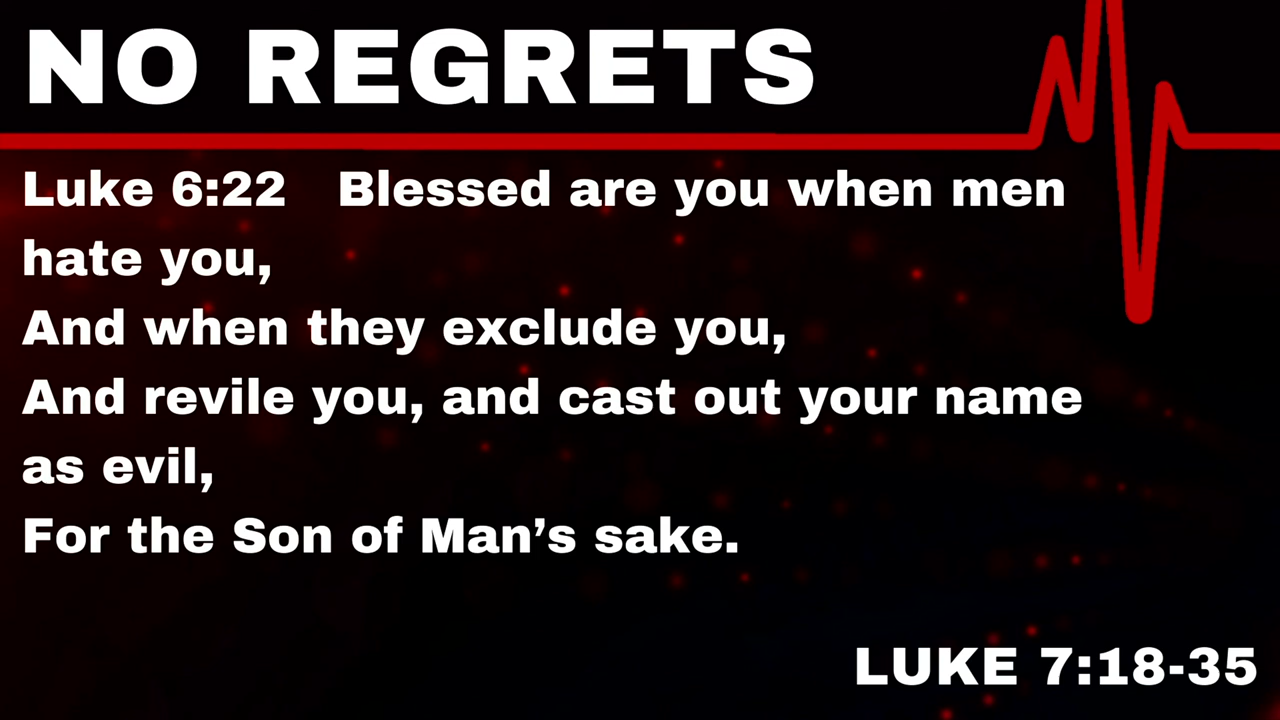 NO REGRETS
Luke 6:22 Blessed are you when men
hate you,
And when they exclude you,
And revile you, and cast out your name
as evil,
For the Son of Man’s sake.
LUKE 7:18-35